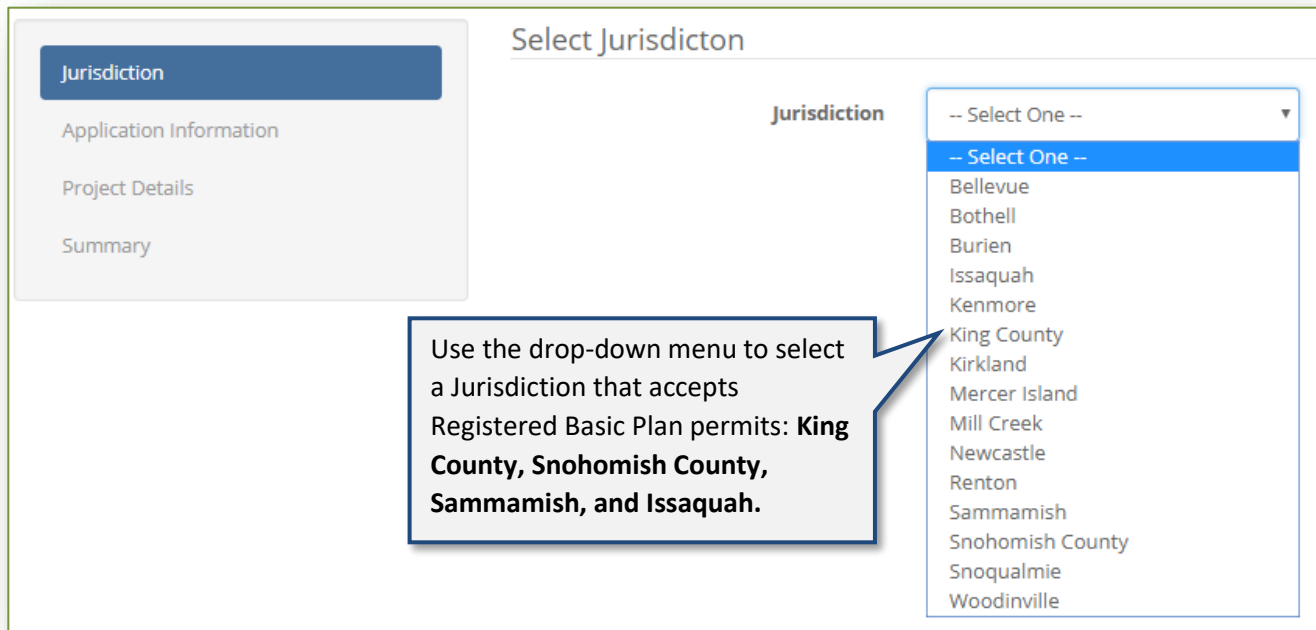 Jurisdiction
Application Information
Project Details
Summary
Select Jurisdicton
Jurisdiction
-- Select One --
-- Select One --
Bellevue
Bothell
Burien
Issaquah
Kenmore
King County
Kirkland
Mercer Island
Mill Creek
Newcastle
Renton
Sammamish
Snohomish County
Snoqualmie
Woodinville
Use the drop-down menu to select
a Jurisdiction that accepts
Registered Basic Plan permits: King
County, Snohomish County,
Sammamish, and Issaquah.